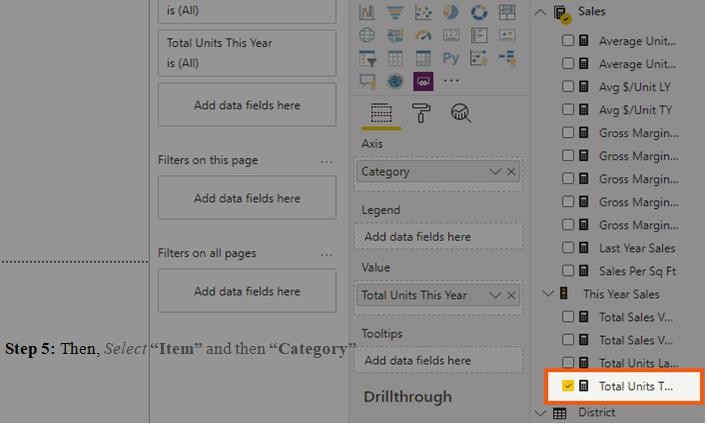 is (All)
Total Units This Year
is (All)
Add data fields here
Filters on this page
...
Add data fields here
Filters on all pages
...
Add data fields here
Step 5: Then, Select “Item” and then “Category”
Py
...
Axis
Category
Legend
Add data fields here
Value
Total Units This Year
Tooltips
Add data fields here
Drillthrough
Sales
Average Unit...
Average Unit...
Avg $/Unit LY
Avg $/Unit TY
Gross Margin...
Gross Margin...
Gross Margin...
Gross Margin...
Gross Margin...
Last Year Sales
Sales Per Sq Ft
This Year Sales
Total Sales V...
Total Sales V...
Total Units La...
Total Units T...
District